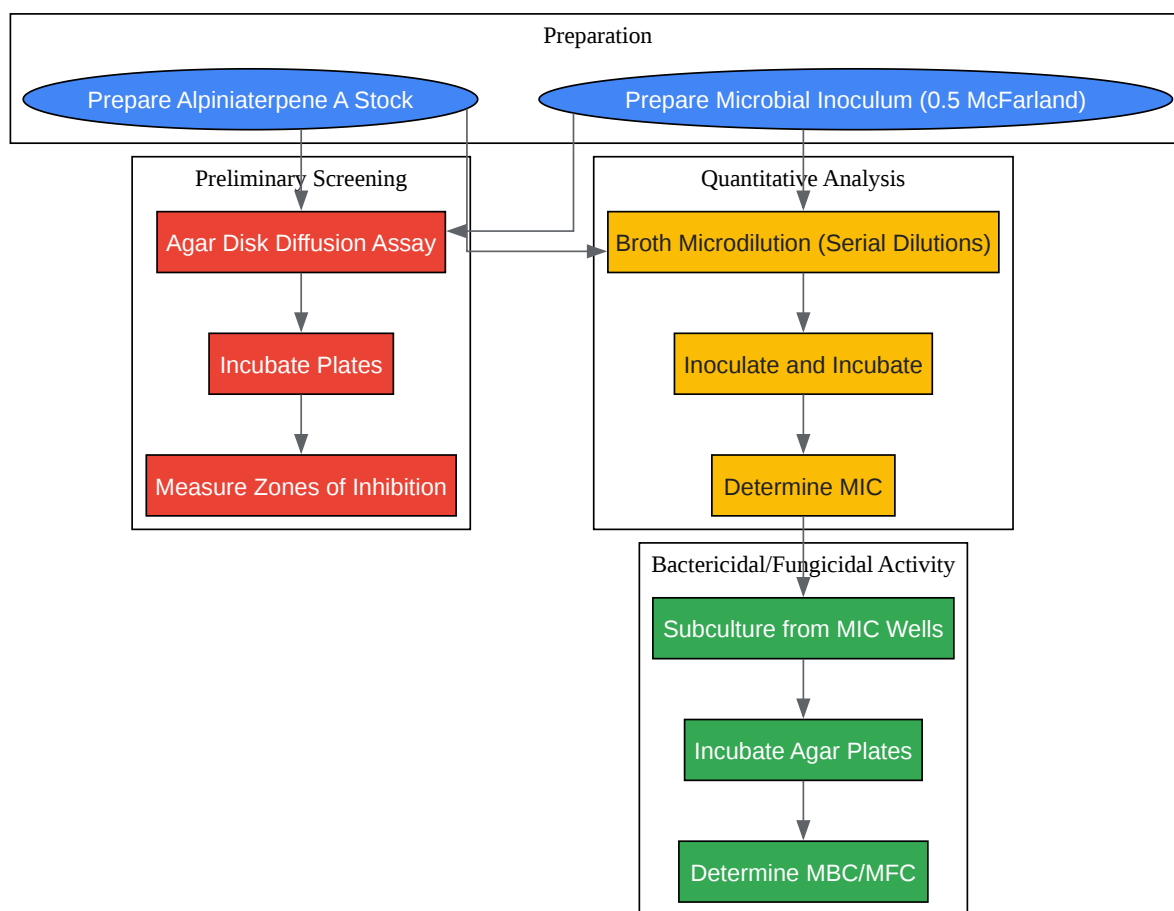 Preparation
Prepare Alpiniaterpene A Stock
Prepare Microbial Inoculum (0.5 McFarland)
Preliminary Screening
Agar Disk Diffusion Assay
Incubate Plates
Measure Zones of Inhibition
Quantitative Analysis
Broth Microdilution (Serial Dilutions)
Inoculate and Incubate
Determine MIC
Bactericidal/Fungicidal Activity
Subculture from MIC Wells
Incubate Agar Plates
Determine MBC/MFC